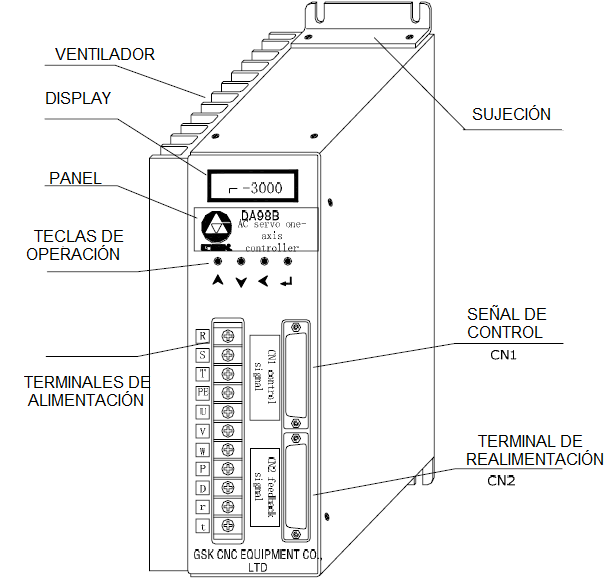 VENTILADOR
DISPLAY
SUJECIÓN
PANEL
TECLAS DE
OPERACIÓN
TERMINALES DE
ALIMENTACIÓN
SEÑAL DE
CONTROL
CN1
TERMINAL DE
REALIMENTACIÓN
CN2
┌ -3000
DA98B
AC servo one-
axis
controller
R
S
T
PE
U
V
W
P
D
r
t
CN1 control
signal
CN2 feedback
signal
GSK CNC EQUIPMENT CO.,
LTD